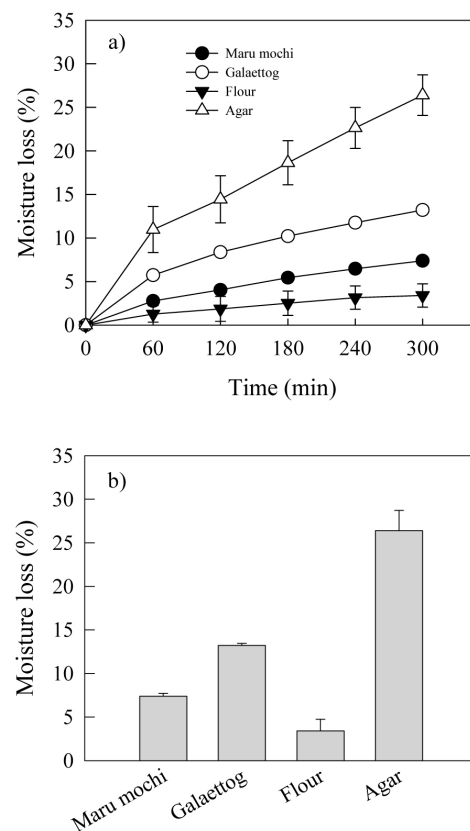 35
30
25
20
15
10
5
0
Moisture loss (%)
a)
Maru mochi
Galaettog
Flour
Agar
0 60 120 180 240 300
Time (min)
35
30
25
20
15
10
5
0
Moisture loss (%)
b)
Maru mochi Galaettog Flour Agar